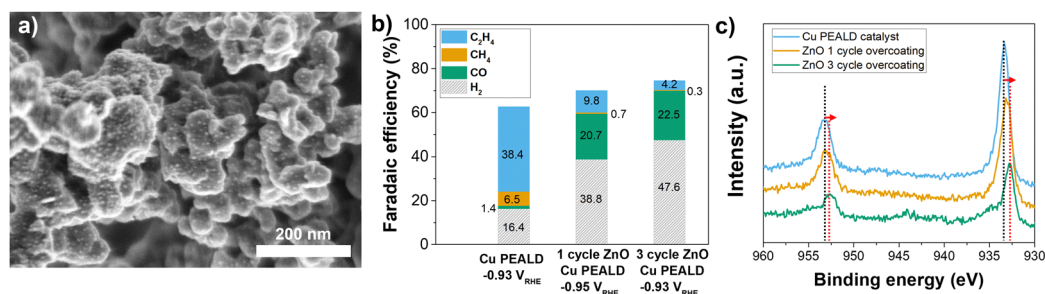 a)
200 nm
b)
Faradaic efficiency (%)
100
80
60
40
20
0
C₂H₄
CH₄
CO
H₂
38.4
6.5
1.4
16.4
9.8
0.7
20.7
38.8
4.2
0.3
22.5
47.6
Cu PEALD
-0.93 V_RHE
1 cycle ZnO
Cu PEALD
-0.95 V_RHE
3 cycle ZnO
Cu PEALD
-0.93 V_RHE
c)
Intensity (a.u.)
Cu PEALD catalyst
ZnO 1 cycle overcoating
ZnO 3 cycle overcoating
960 955 950 945 940 935 930
Binding energy (eV)